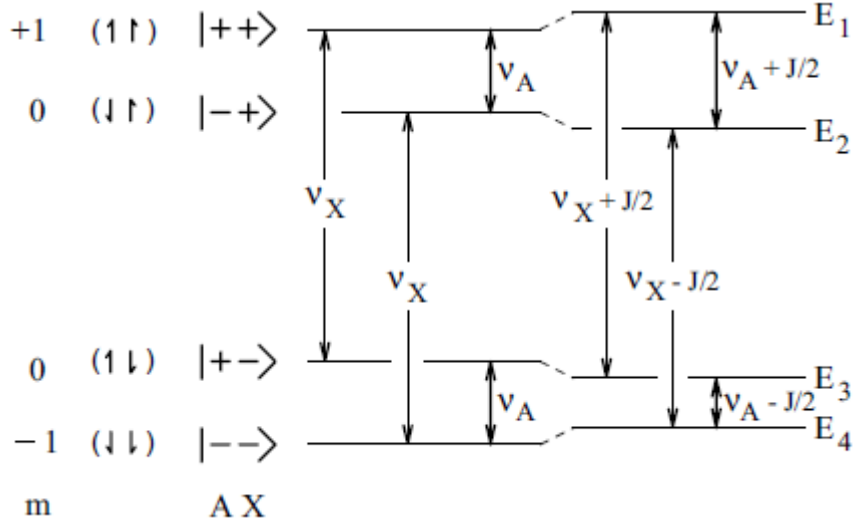 +1 (↿↾) |++> E1
νA νA + J/2
0 (⇃↾) |−+> E2
νX νX + J/2
νX νX - J/2
0 (↿⇂) |+−> E3
νA νA - J/2
−1 (⇃⇂) |−−> E4
m A X